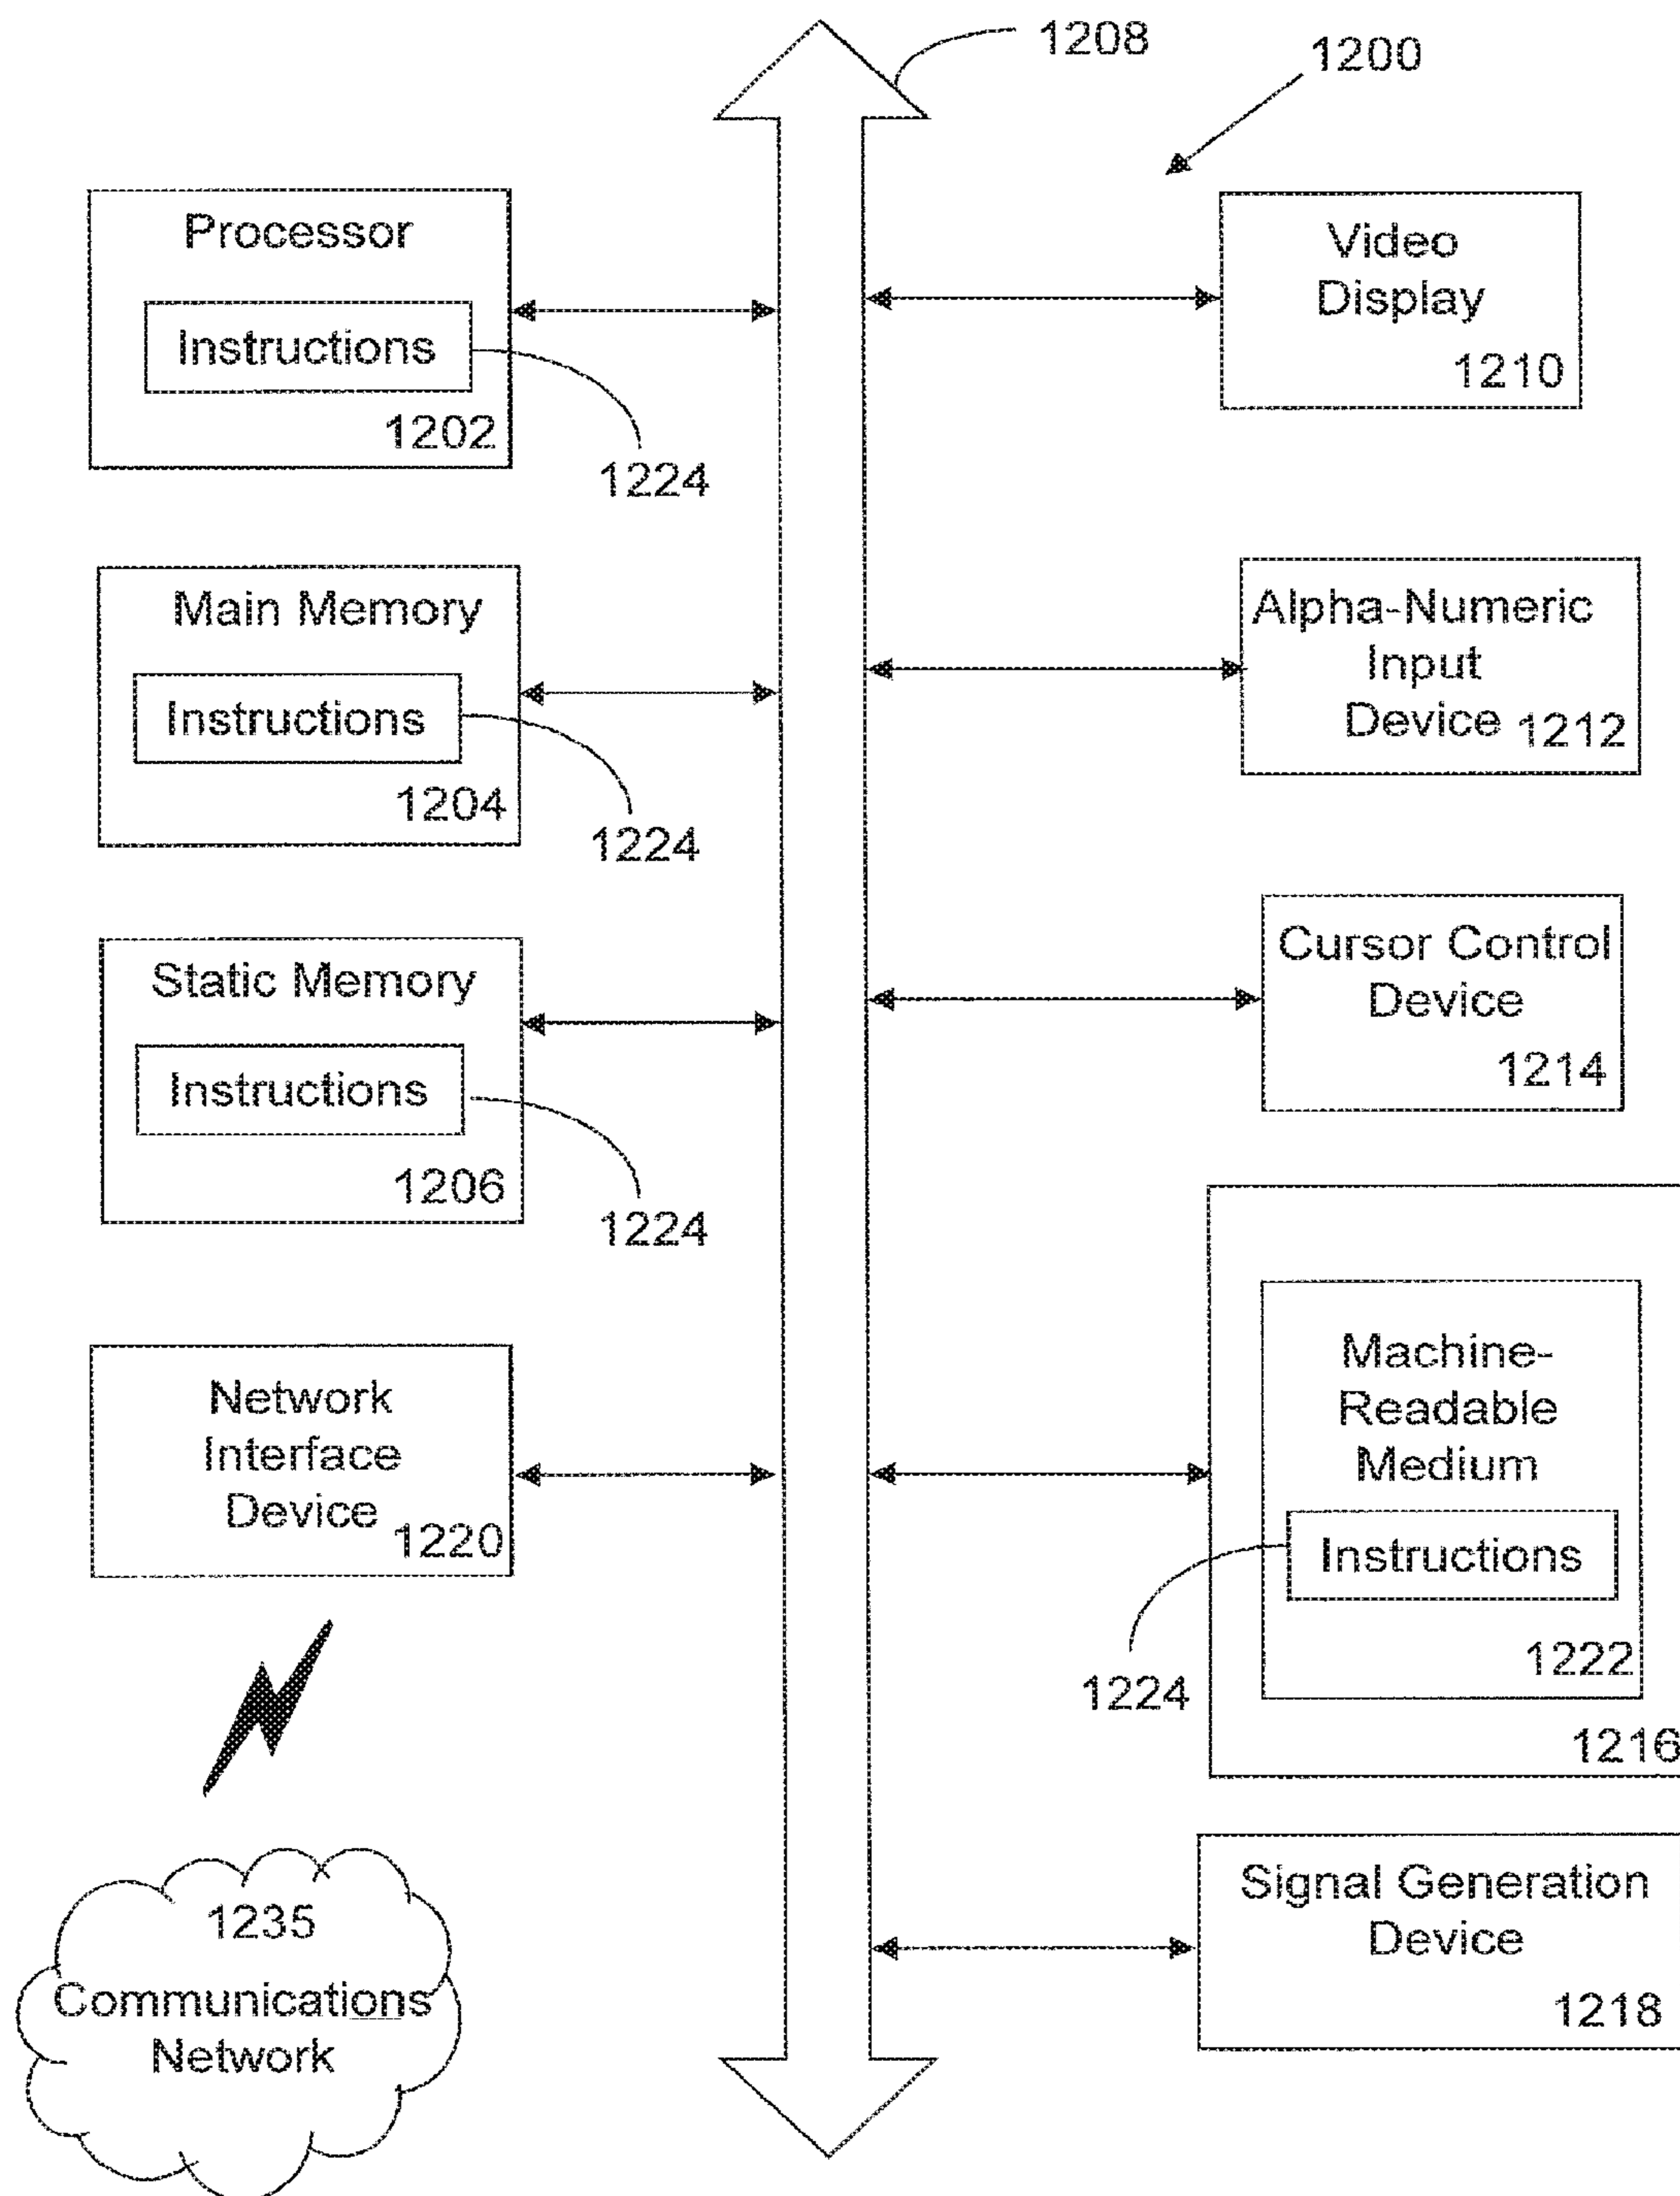 1208
1200
Processor
Instructions
1202
1224
Video
Display
1210
Main Memory
Instructions
1204
1224
Alpha-Numeric
Input
Device 1212
Static Memory
Instructions
1206
1224
Cursor Control
Device
1214
Network
Interface
Device
1220
Machine-
Readable
Medium
Instructions
1222
1224
1216
1235
Communications
Network
Signal Generation
Device
1218